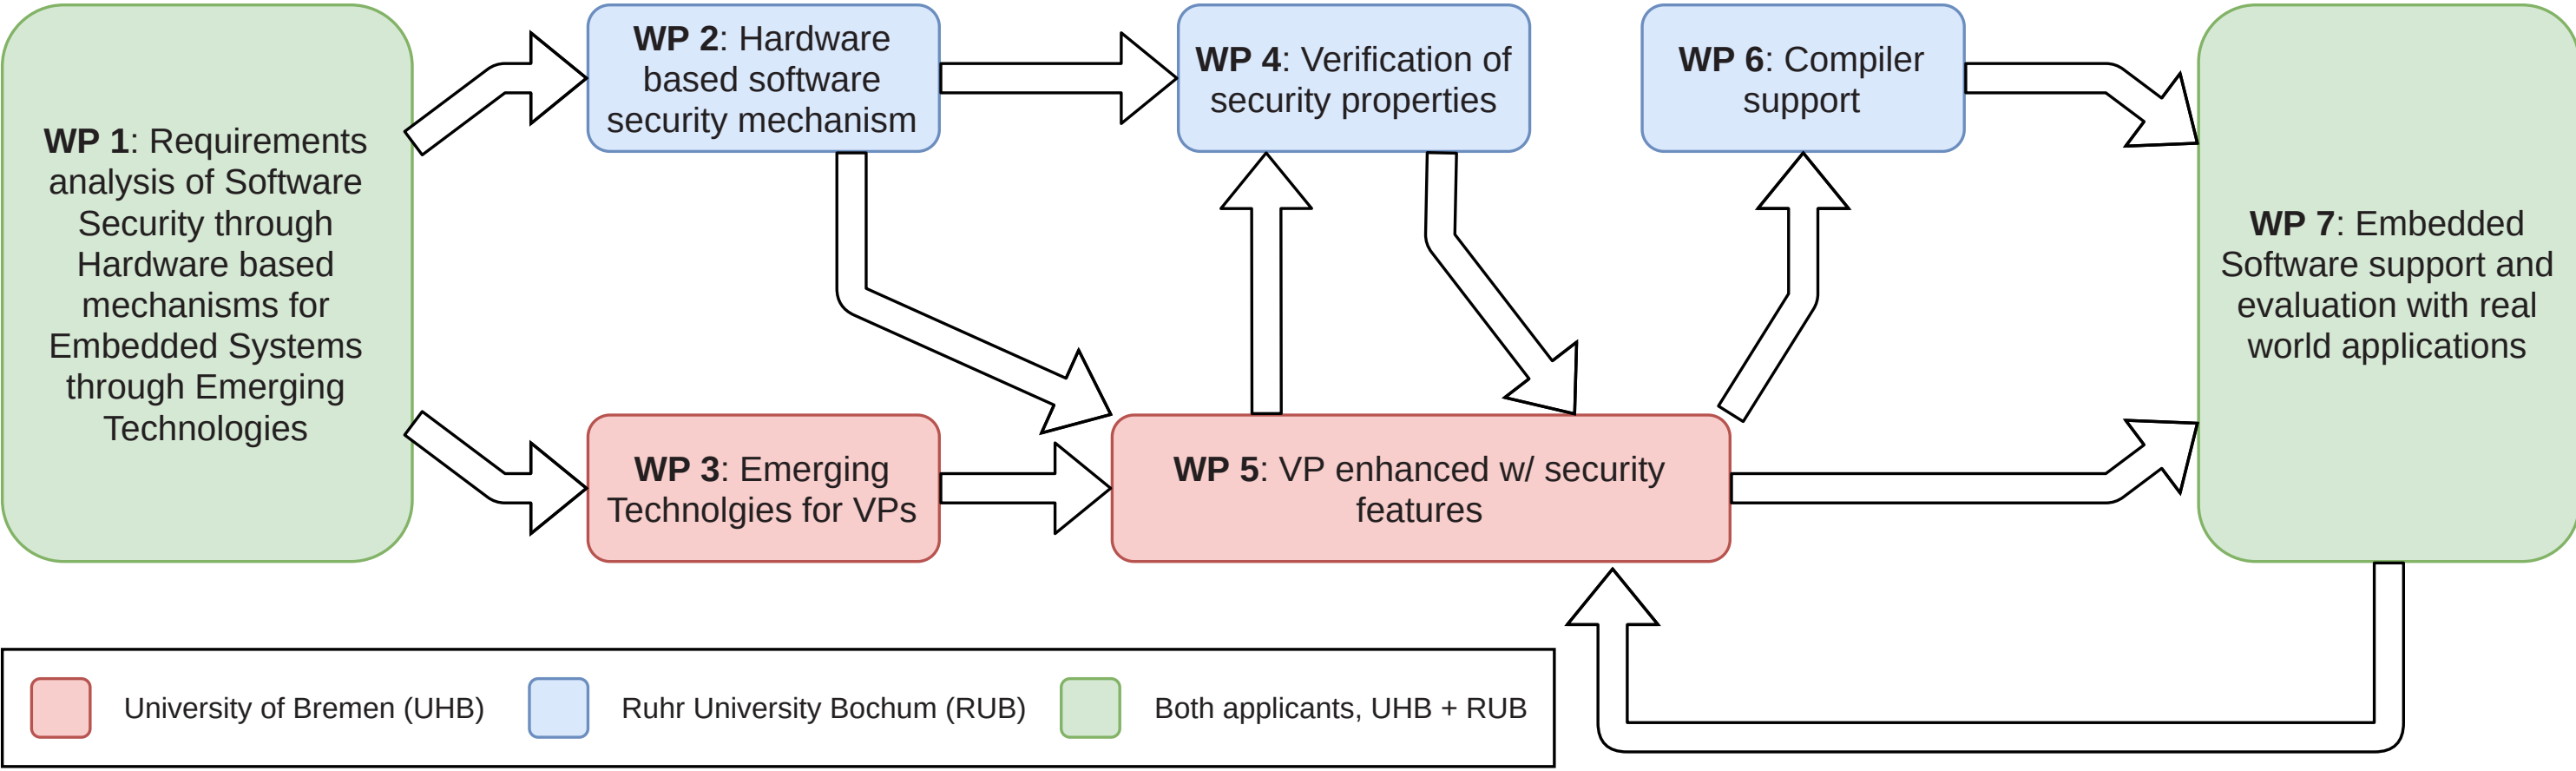 WP 1: Requirements
analysis of Software
Security through
Hardware based
mechanisms for
Embedded Systems
through Emerging
Technologies
WP 2: Hardware
based software
security mechanism
WP 3: Emerging
Technolgies for VPs
WP 4: Verification of
security properties
WP 5: VP enhanced w/ security
features
WP 6: Compiler
support
WP 7: Embedded
Software support and
evaluation with real
world applications
University of Bremen (UHB)
Ruhr University Bochum (RUB)
Both applicants, UHB + RUB